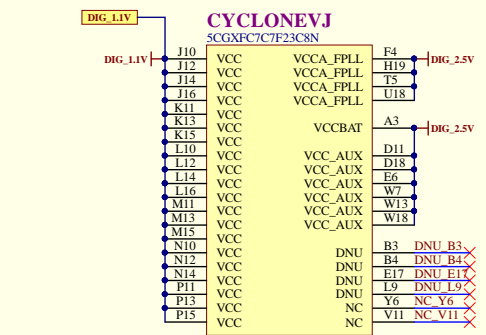 DIG_1.1V
CYCLONEVJ
5CGXFC7C7F23C8N
DIG_1.1V
J10 VCC VCCA_FPLL F4 DIG_2.5V
J12 VCC VCCA_FPLL H19
J14 VCC VCCA_FPLL T5
J16 VCC VCCA_FPLL U18
K11 VCC
K13 VCC VCCBAT A3 DIG_2.5V
K15 VCC
L10 VCC VCC_AUX D11
L12 VCC VCC_AUX D18
L14 VCC VCC_AUX E6
L16 VCC VCC_AUX W7
M11 VCC VCC_AUX W13
M13 VCC VCC_AUX W18
M15 VCC
N10 VCC DNU B3 DNU_B3
N12 VCC DNU B4 DNU_B4
N14 VCC DNU E17 DNU_E17
P11 VCC DNU L9 DNU_L9
P13 VCC NC Y6 NC_Y6
P15 VCC NC V11 NC_V11